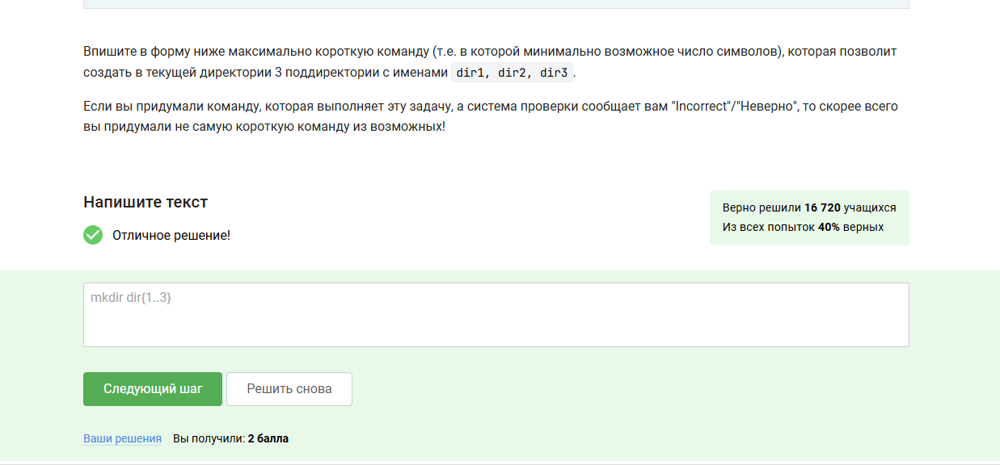 Впишите в форму ниже максимально короткую команду (т.е. в которой минимально возможное число символов), которая позволит
создать в текущей директории 3 поддиректории с именами dir1, dir2, dir3.
Если вы придумали команду, которая выполняет эту задачу, а система проверки сообщает вам "Incorrect"/"Неверно", то скорее всего
вы придумали не самую короткую команду из возможных!
Напишите текст
Отличное решение!
Верно решили 16 720 учащихся
Из всех попыток 40% верных
mkdir dir{1..3}
Следующий шаг
Решить снова
Ваши решения Вы получили: 2 балла